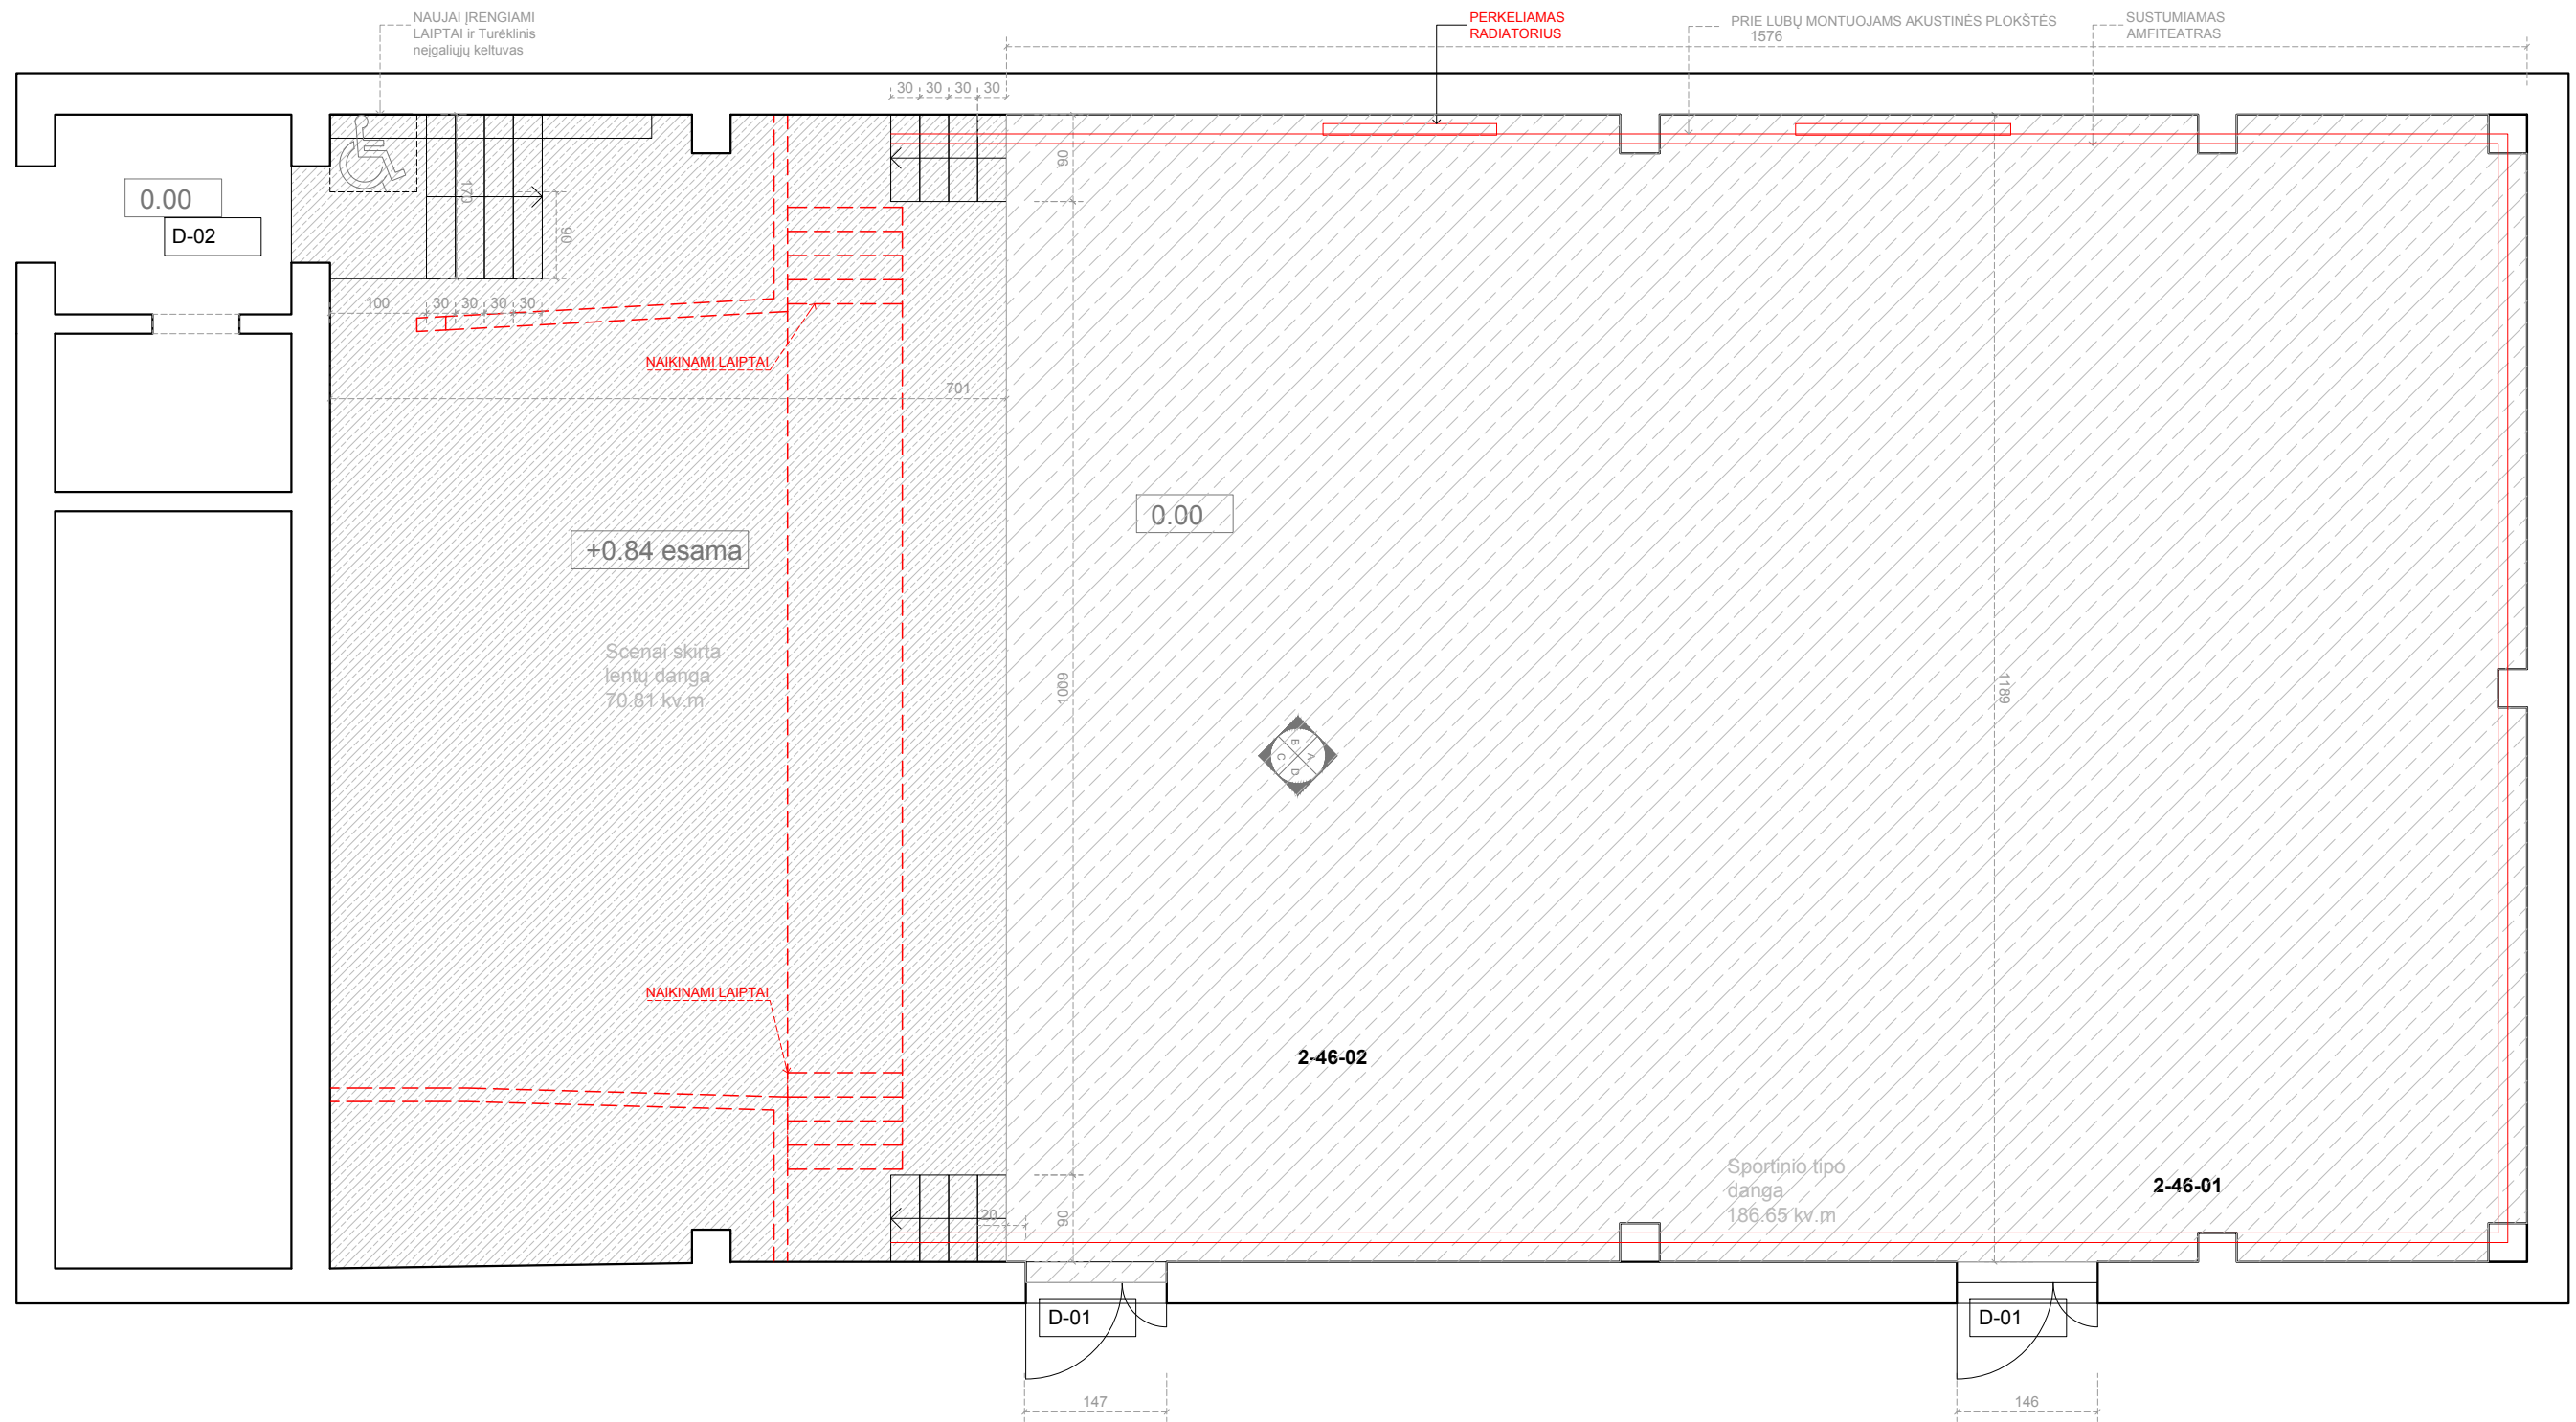 NAUJAI ĮRENGIAMI
LAIPTAI ir Turėklinis
neįgaliųjų keltuvas
PERKELIAMAS
RADIATORIUS
PRIE LUBŲ MONTUOJAMS AKUSTINĖS PLOKŠTĖS
1576
SUSTUMIAMAS
AMFITEATRAS
30 30 30 30
90
170
90
0.00
D-02
100 30 30 30 30
NAIKINAMI LAIPTAI
701
0.00
+0.84 esama
Scenai skirta
lentų danga
70.81 kv.m
1009
1189
A
B
C
D
NAIKINAMI LAIPTAI
2-46-02
Sportinio tipo
danga
186.65 kv.m
2-46-01
20
90
D-01
D-01
147
146